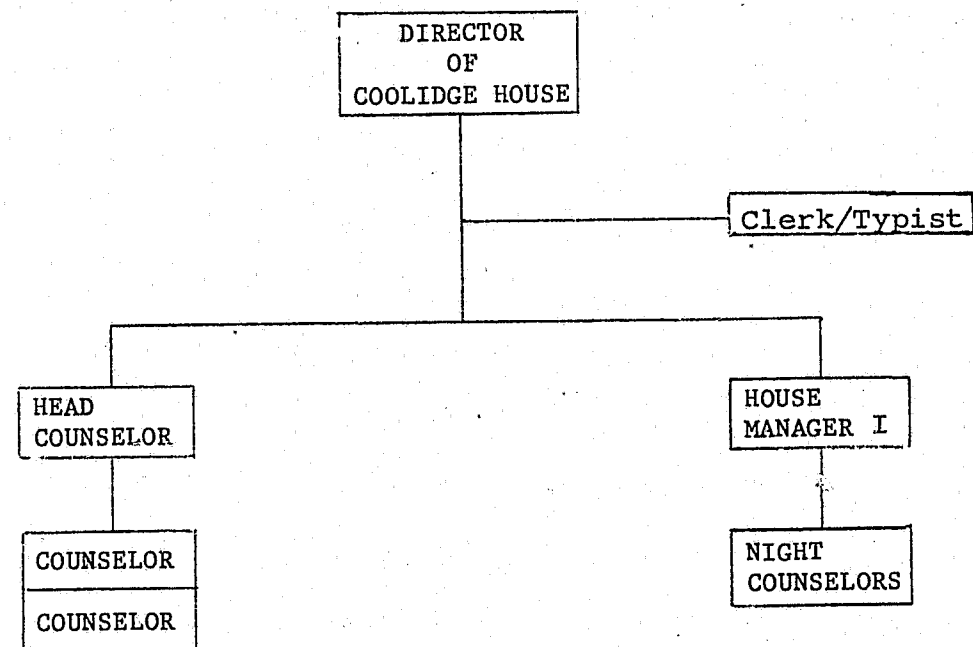 DIRECTOR
OF
COOLIDGE HOUSE
Clerk/Typist
HEAD
COUNSELOR
HOUSE
MANAGER I
COUNSELOR
COUNSELOR
NIGHT
COUNSELORS